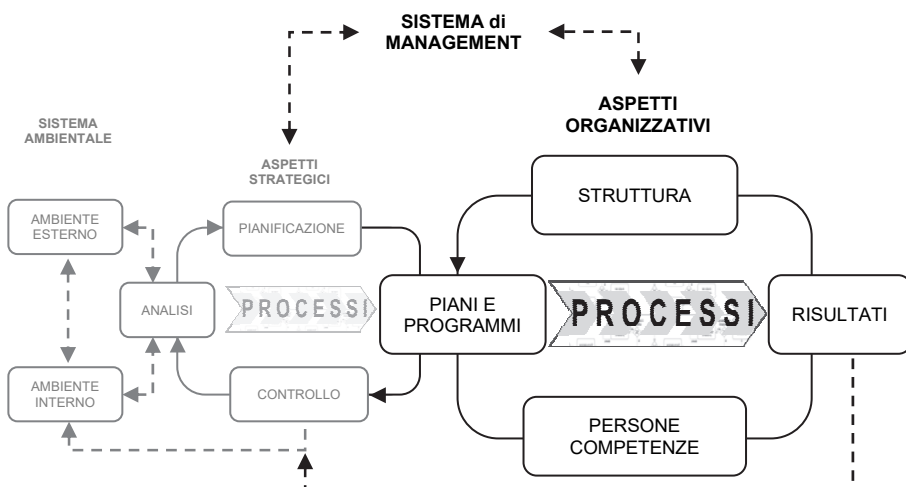 SISTEMA di
MANAGEMENT
ASPETTI
ORGANIZZATIVI
SISTEMA
AMBIENTALE
ASPETTI
STRATEGICI
STRUTTURA
AMBIENTE
ESTERNO
PIANIFICAZIONE
ANALISI
PROCESSI
PIANI E
PROGRAMMI
PROCESSI
RISULTATI
AMBIENTE
INTERNO
CONTROLLO
PERSONE
COMPETENZE